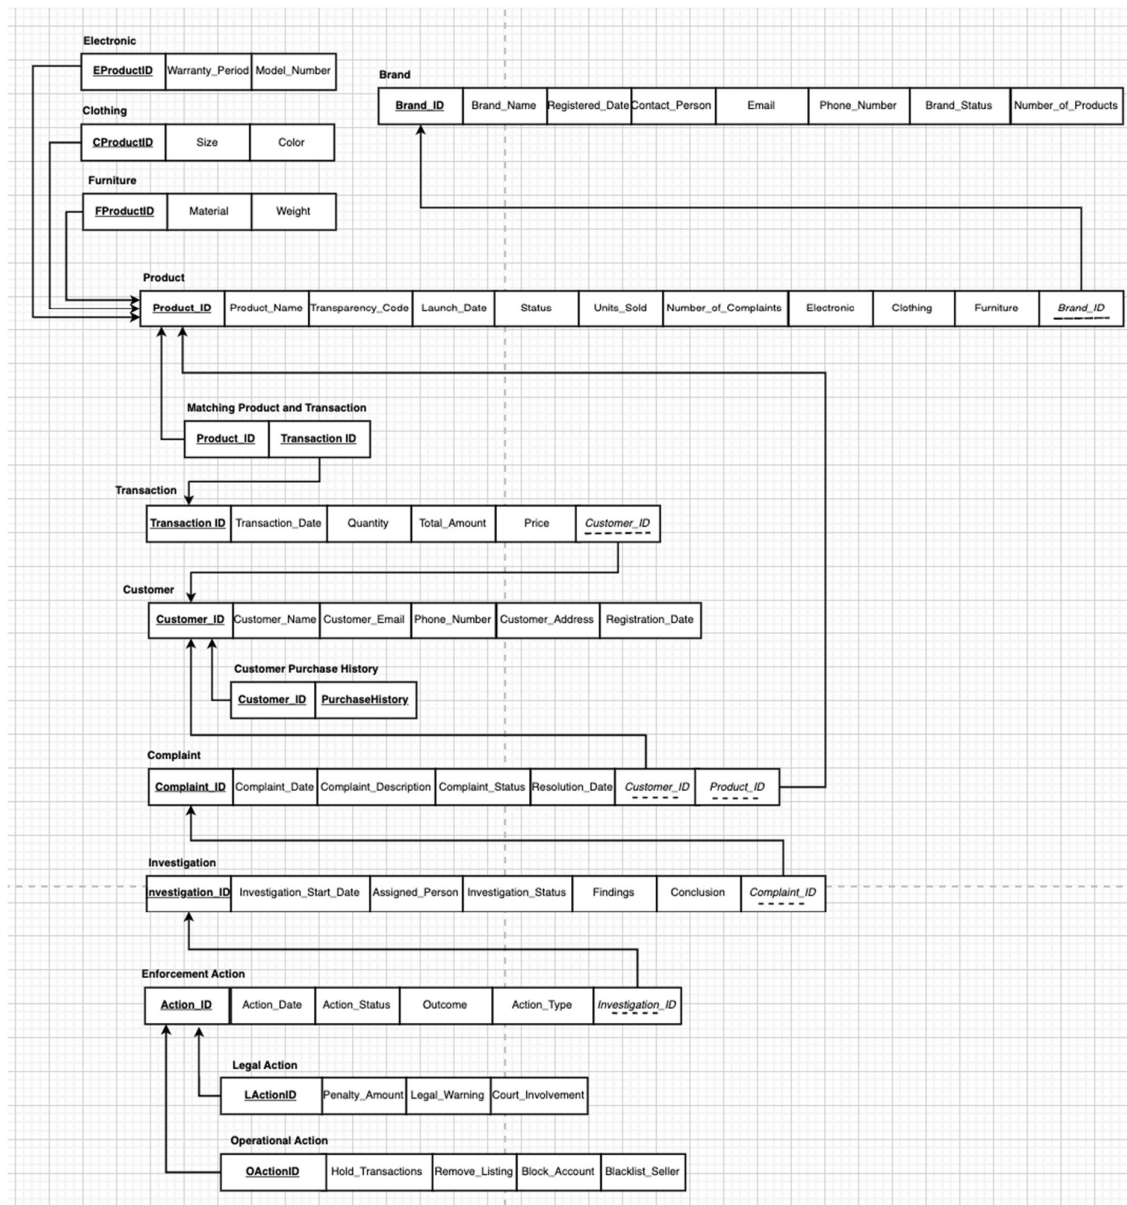 Electronic
EProductID Warranty_Period Model_Number
Brand
Brand_ID Brand_Name Registered_Date Contact_Person Email Phone_Number Brand_Status Number_of_Products
Clothing
CProductID Size Color
Furniture
FProductID Material Weight
Product
Product_ID Product_Name Transparency_Code Launch_Date Status Units_Sold Number_of_Complaints Electronic Clothing Furniture Brand_ID
Matching Product and Transaction
Product_ID Transaction ID
Transaction
Transaction ID Transaction_Date Quantity Total_Amount Price Customer_ID
Customer
Customer_ID Customer_Name Customer_Email Phone_Number Customer_Address Registration_Date
Customer Purchase History
Customer_ID PurchaseHistory
Complaint
Complaint_ID Complaint_Date Complaint_Description Complaint_Status Resolution_Date Customer_ID Product_ID
Investigation
Investigation_ID Investigation_Start_Date Assigned_Person Investigation_Status Findings Conclusion Complaint_ID
Enforcement Action
Action_ID Action_Date Action_Status Outcome Action_Type Investigation_ID
Legal Action
LActionID Penalty_Amount Legal_Warning Court_Involvement
Operational Action
OActionID Hold_Transactions Remove_Listing Block_Account Blacklist_Seller